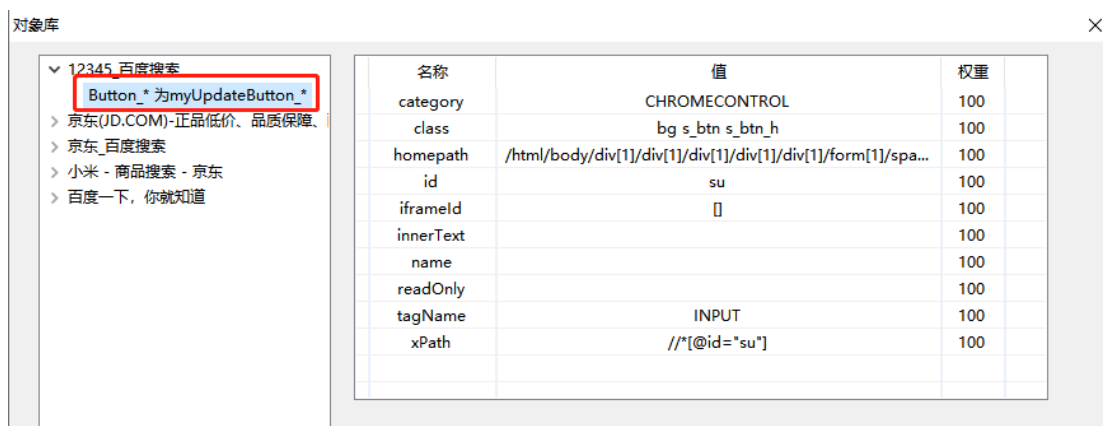 对象库
12345_百度搜索
Button_* 为myUpdateButton_*
京东(JD.COM)-正品低价、品质保障、
京东_百度搜索
小米 - 商品搜索 - 京东
百度一下，你就知道
名称 值 权重
category CHROMECONTROL 100
class bg s_btn s_btn_h 100
homepath /html/body/div[1]/div[1]/div[1]/div[1]/div[1]/form[1]/spa... 100
id su 100
iframeId [] 100
innerText 100
name 100
readOnly 100
tagName INPUT 100
xPath //*[@id="su"] 100